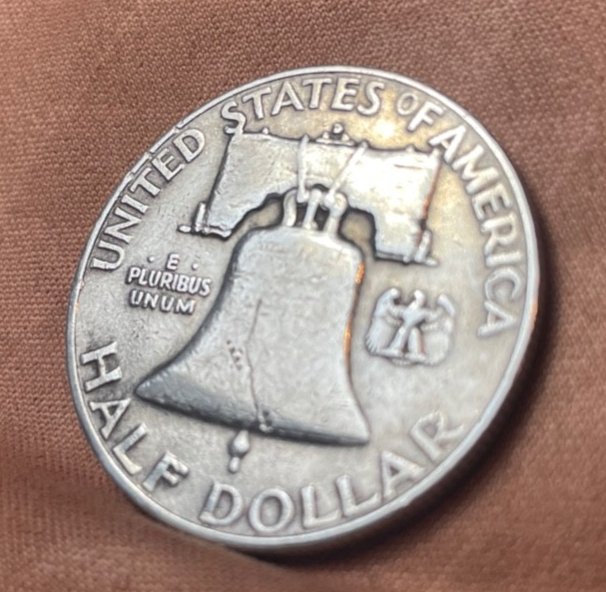 UNITED STATES OF AMERICA
· E ·
PLURIBUS
UNUM
HALF DOLLAR